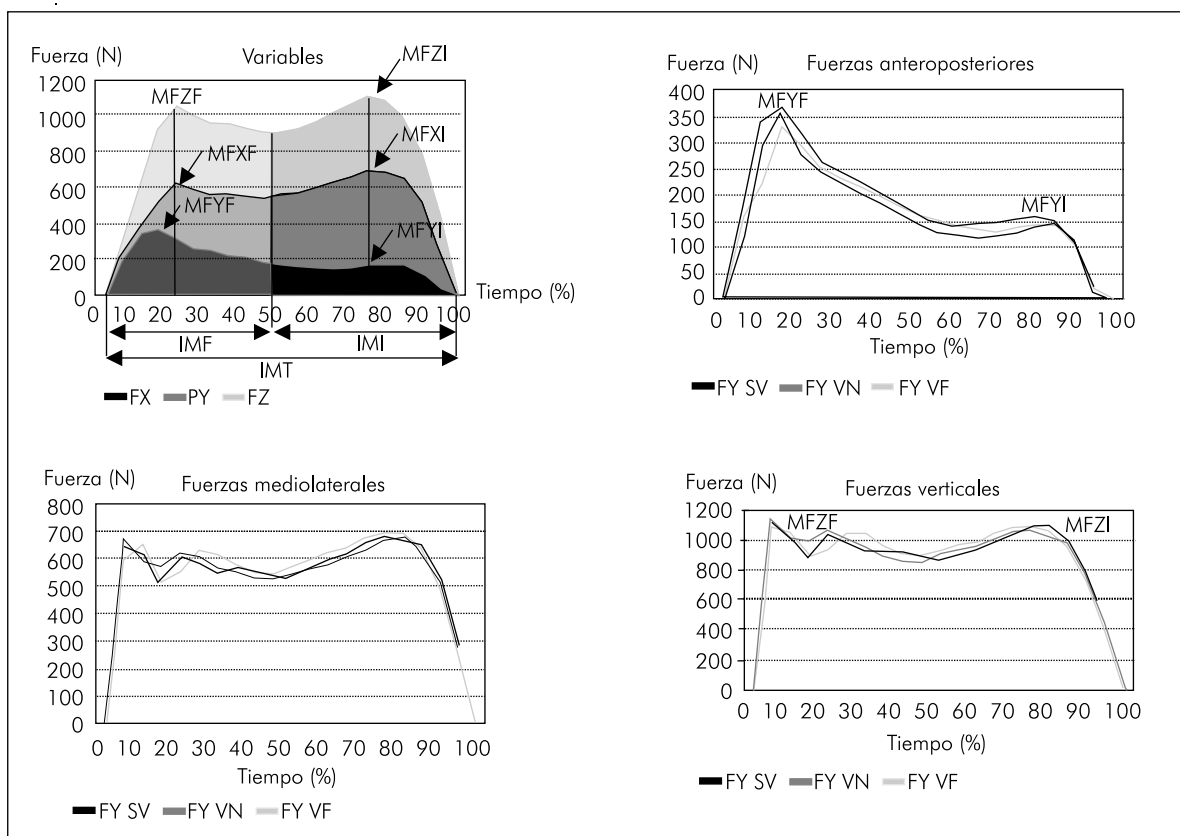 Fuerza (N)
Variables
MFZI
1200
1000
800
600
400
200
0
MFZF
MFXF
MFYF
MFXI
MFYI
Tiempo (%)
0 10 20 30 40 50 60 70 80 90 100
IMF
IMI
IMT
FX PY FZ
Fuerza (N)
Fuerzas anteroposteriores
400
350
300
250
200
150
100
50
0
MFYF
MFYI
0 10 20 30 40 50 60 70 80 90 100
Tiempo (%)
FY SV FY VN FY VF
Fuerza (N)
Fuerzas mediolaterales
800
700
600
500
400
300
200
100
0
0 10 20 30 40 50 60 70 80 90 100
Tiempo (%)
FY SV FY VN FY VF
Fuerza (N)
Fuerzas verticales
1200
1000
800
600
400
200
0
MFZF
MFZI
0 10 20 30 40 50 60 70 80 90 100
Tiempo (%)
FY SV FY VN FY VF